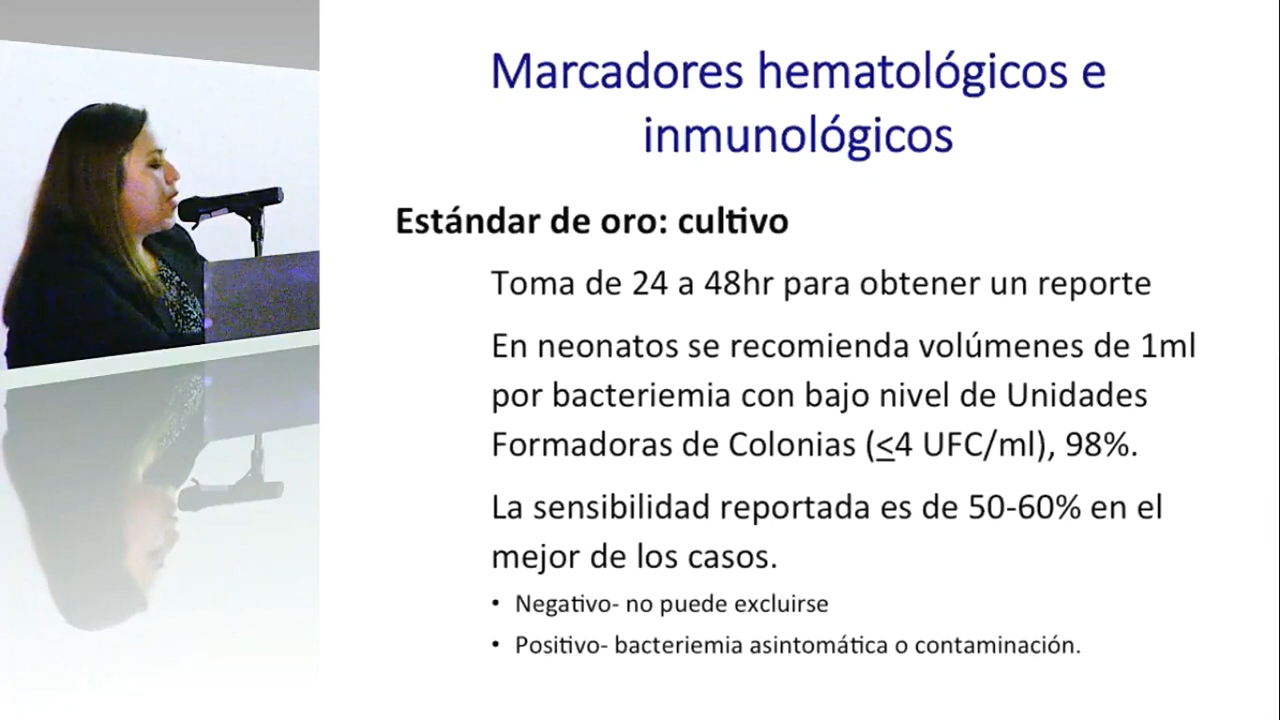 Marcadores hematológicos e
inmunológicos
Estándar de oro: cultivo
Toma de 24 a 48hr para obtener un reporte
En neonatos se recomienda volúmenes de 1ml
por bacteriemia con bajo nivel de Unidades
Formadoras de Colonias (≤4 UFC/ml), 98%.
La sensibilidad reportada es de 50-60% en el
mejor de los casos.
• Negativo- no puede excluirse
• Positivo- bacteriemia asintomática o contaminación.